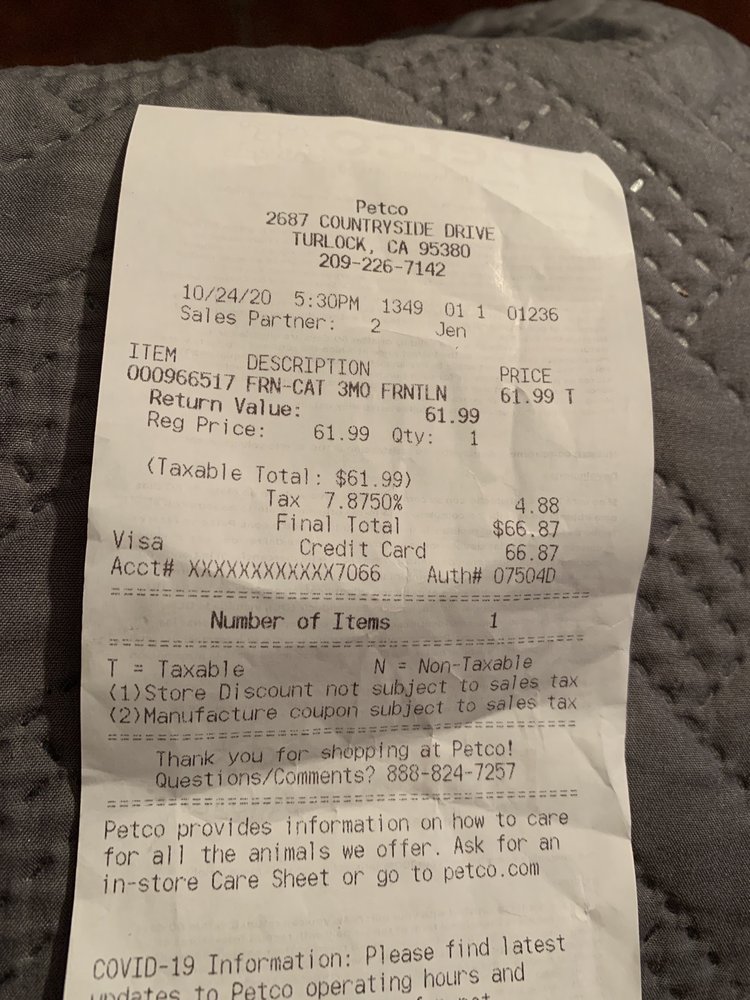 Petco
2687 COUNTRYSIDE DRIVE
TURLOCK, CA 95380
209-226-7142
10/24/20 5:30PM 1349 01 1 01236
Sales Partner: 2 Jen
ITEM DESCRIPTION PRICE
000966517 FRN-CAT 3MO FRNTLN 61.99 T
Return Value: 61.99
Reg Price: 61.99 Qty: 1
(Taxable Total: $61.99)
Tax 7.8750% 4.88
Final Total $66.87
Visa Credit Card 66.87
Acct# XXXXXXXXXXXX7066 Auth# 07504D
Number of Items 1
T = Taxable N = Non-Taxable
(1)Store Discount not subject to sales tax
(2)Manufacture coupon subject to sales tax
Thank you for shopping at Petco!
Questions/Comments? 888-824-7257
Petco provides information on how to care
for all the animals we offer. Ask for an
in-store Care Sheet or go to petco.com
COVID-19 Information: Please find latest
updates to Petco operating hours and